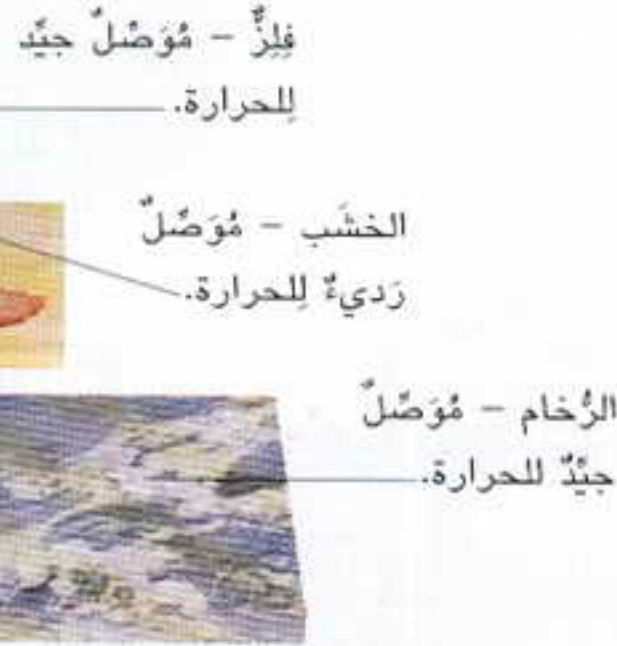 فِلِزٌّ – مُوَصِّلٌ جيِّد
لِلحرارة.
الخشَب – مُوَصِّلٌ
رَديءٌ لِلحرارة.
الرُّخام – مُوَصِّلٌ
جيِّدٌ للحرارة.